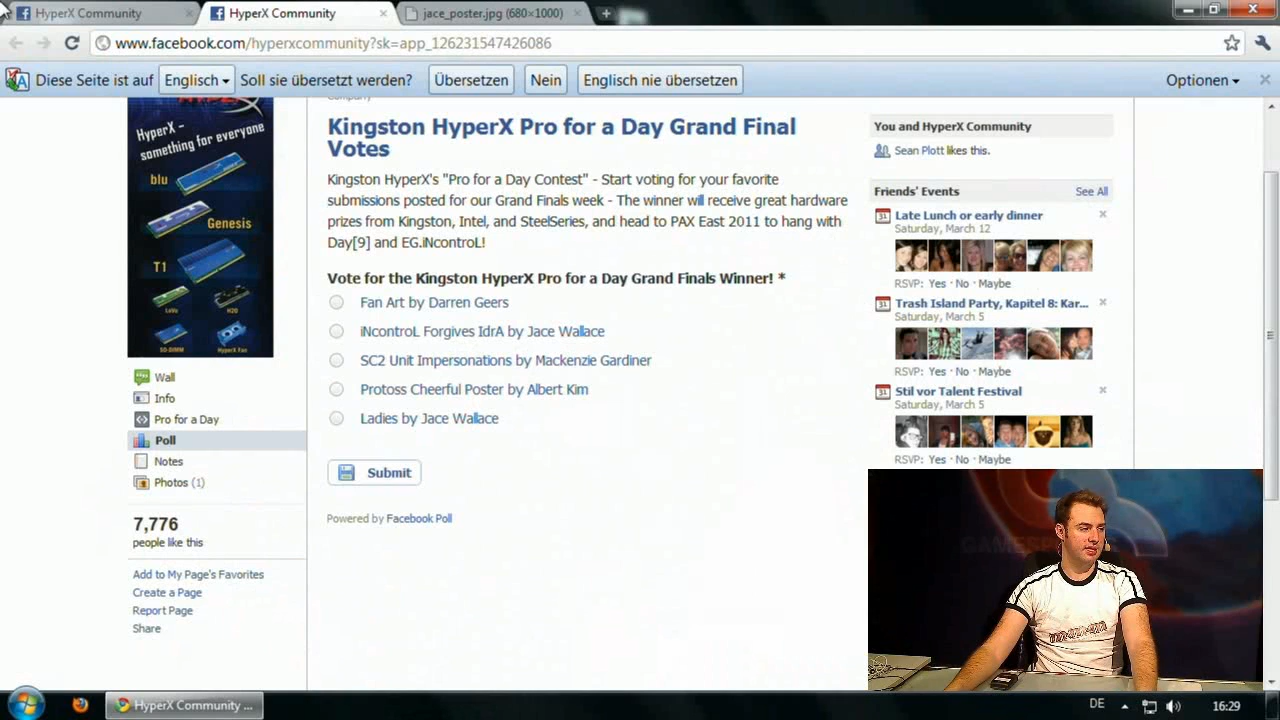 HyperX Community
HyperX Community
jace_poster.jpg (680×1000)
www.facebook.com/hyperxcommunity?sk=app_126231547426086
Diese Seite ist auf Englisch Soll sie übersetzt werden? Übersetzen Nein Englisch nie übersetzen Optionen
HyperX -
something for everyone
blu
Genesis
T1
LoVo
H2O
SO-DIMM
HyperX Fan
Wall
Info
Pro for a Day
Poll
Notes
Photos (1)
7,776
people like this
Add to My Page's Favorites
Create a Page
Report Page
Share
Company
Kingston HyperX Pro for a Day Grand Final
Votes
Kingston HyperX's "Pro for a Day Contest" - Start voting for your favorite
submissions posted for our Grand Finals week - The winner will receive great hardware
prizes from Kingston, Intel, and SteelSeries, and head to PAX East 2011 to hang with
Day[9] and EG.iNcontroL!
Vote for the Kingston HyperX Pro for a Day Grand Finals Winner! *
Fan Art by Darren Geers
iNcontroL Forgives IdrA by Jace Wallace
SC2 Unit Impersonations by Mackenzie Gardiner
Protoss Cheerful Poster by Albert Kim
Ladies by Jace Wallace
Submit
Powered by Facebook Poll
You and HyperX Community
Sean Plott likes this.
Friends' Events See All
31 Late Lunch or early dinner
Saturday, March 12
RSVP: Yes · No · Maybe
31 Trash Island Party, Kapitel 8: Kar...
Saturday, March 5
RSVP: Yes · No · Maybe
31 Stil vor Talent Festival
Saturday, March 5
RSVP: Yes · No · Maybe
HyperX Community ...
DE
16:29